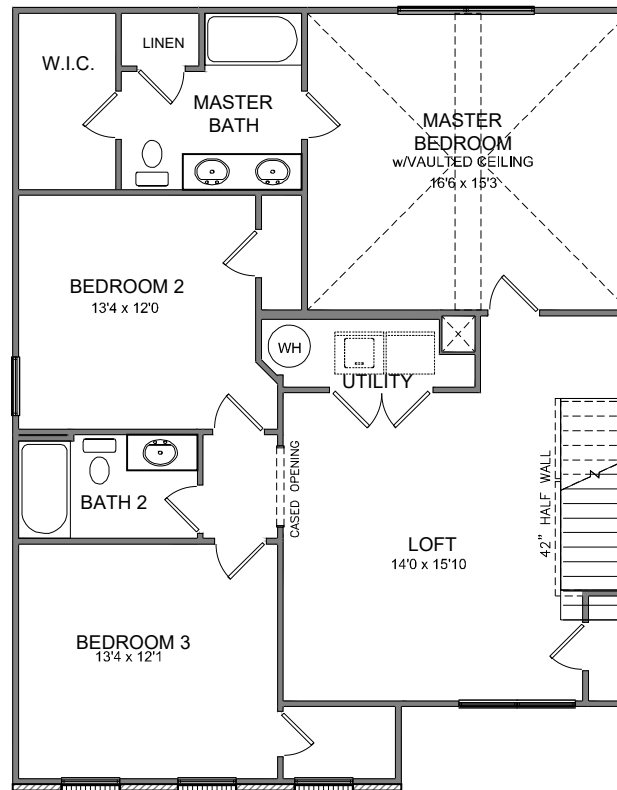 LINEN
W.I.C.
MASTER
BATH
MASTER
BEDROOM
w/VAULTED CEILING
16'6 x 15'3
BEDROOM 2
13'4 x 12'0
WH
UTILITY
CASED OPENING
42" HALF WALL
BATH 2
LOFT
14'0 x 15'10
BEDROOM 3
13'4 x 12'1